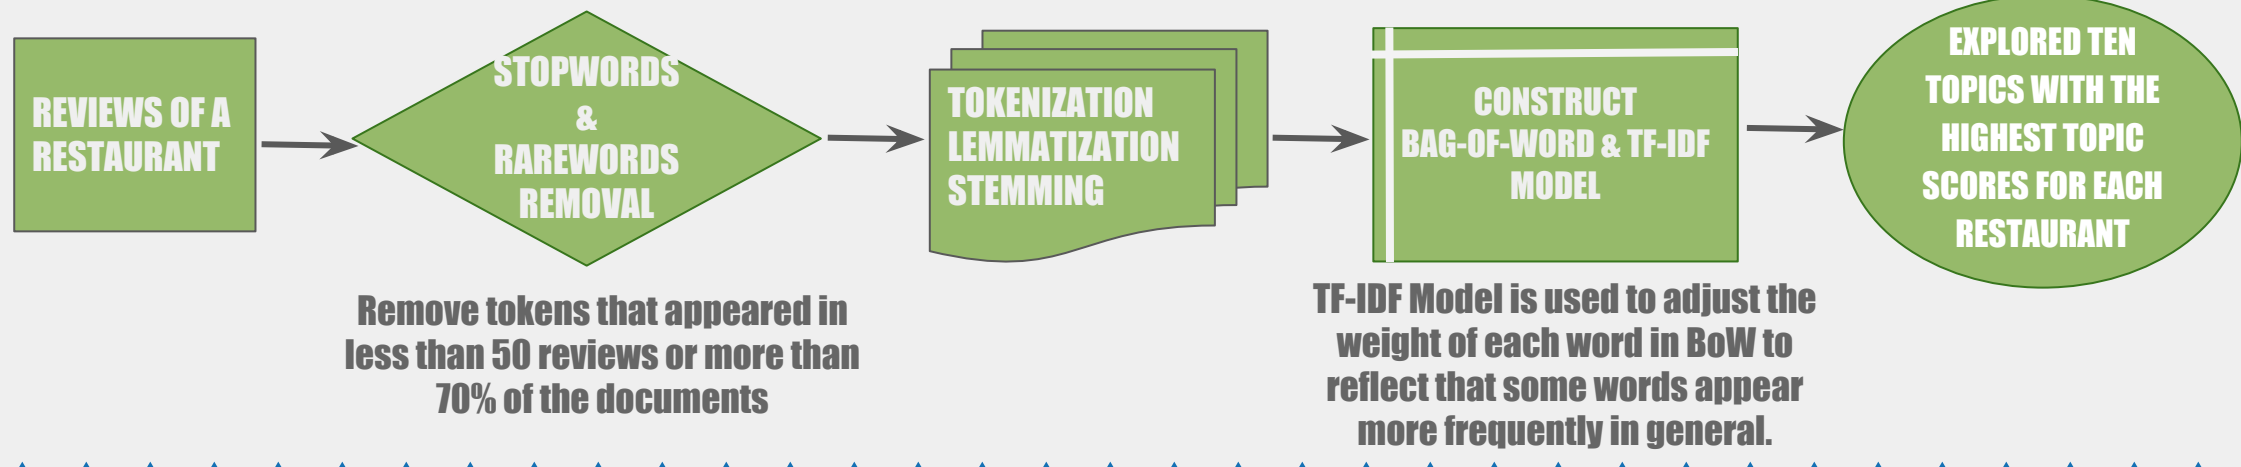 REVIEWS OF A
RESTAURANT
STOPWORDS
&
RAREWORDS
REMOVAL
Remove tokens that appeared in
less than 50 reviews or more than
70% of the documents
TOKENIZATION
LEMMATIZATION
STEMMING
CONSTRUCT
BAG-OF-WORD & TF-IDF
MODEL
TF-IDF Model is used to adjust the
weight of each word in BoW to
reflect that some words appear
more frequently in general.
EXPLORED TEN
TOPICS WITH THE
HIGHEST TOPIC
SCORES FOR EACH
RESTAURANT